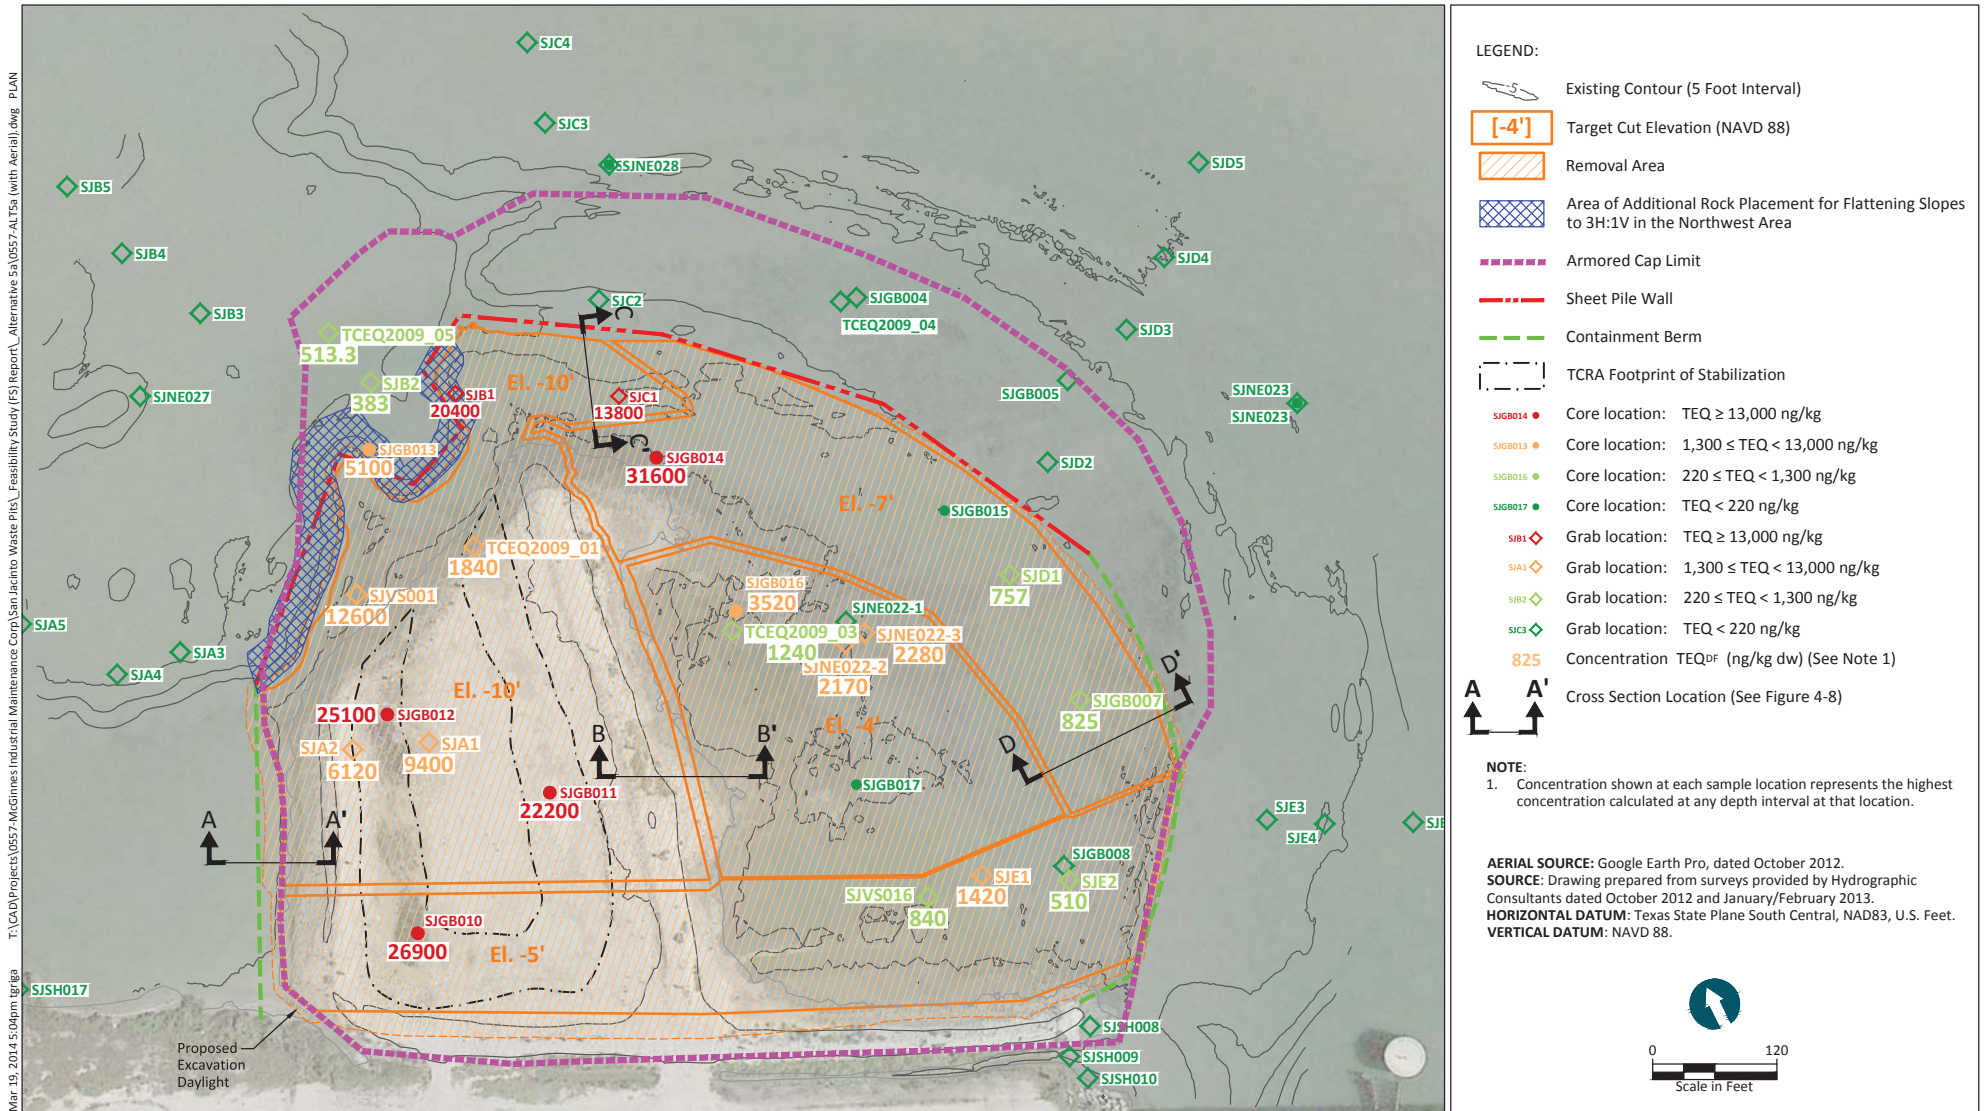 Mar 19, 2014 5:04pm tgriga T:\CAD\Projects\0557-McGinnes Industrial Maintenance Corp\San Jacinto Waste Pits\_Feasibility Study (FS) Report\_Alternative 5a\0557-ALT5a (with Aerial).dwg PLAN
SJC4
SJC3
SSJNE028
SJD5
SJB5
SJB4
SJD4
SJB3
SJC2
SJGB004
TCEQ2009_04
SJD3
TCEQ2009_05
513.3
C
SJB2
383
El. -10'
SJB1
20400
SJC1
13800
SJNE027
SJGB005
SJNE023
SJNE023
C'
SJGB013
5100
SJGB014
31600
SJD2
El. -7'
SJGB015
TCEQ2009_01
1840
SJD1
757
SJVS001
12600
SJGB016
3520
SJNE022-1
TCEQ2009_03
1240
SJNE022-3
2280
SJNE022-2
2170
SJA5
SJA3
SJA4
D'
El. -10'
SJGB007
825
25100
SJGB012
El. -4'
SJA2
6120
SJA1
9400
B
B'
D
SJGB017
SJGB011
22200
SJE3
SJE4
A
A'
SJGB008
SJE1
1420
SJE2
510
SJVS016
840
SJGB010
26900
El. -5'
SJSH017
SJSH008
SJSH009
SJSH010
Proposed
Excavation
Daylight
LEGEND:
-5
Existing Contour (5 Foot Interval)
[-4']
Target Cut Elevation (NAVD 88)
Removal Area
Area of Additional Rock Placement for Flattening Slopes
to 3H:1V in the Northwest Area
Armored Cap Limit
Sheet Pile Wall
Containment Berm
TCRA Footprint of Stabilization
SJGB014 Core location: TEQ ≥ 13,000 ng/kg
SJGB013 Core location: 1,300 ≤ TEQ < 13,000 ng/kg
SJGB016 Core location: 220 ≤ TEQ < 1,300 ng/kg
SJGB017 Core location: TEQ < 220 ng/kg
SJB1 Grab location: TEQ ≥ 13,000 ng/kg
SJA1 Grab location: 1,300 ≤ TEQ < 13,000 ng/kg
SJB2 Grab location: 220 ≤ TEQ < 1,300 ng/kg
SJC3 Grab location: TEQ < 220 ng/kg
825 Concentration TEQDF (ng/kg dw) (See Note 1)
A A' Cross Section Location (See Figure 4-8)
NOTE:
1. Concentration shown at each sample location represents the highest
concentration calculated at any depth interval at that location.
AERIAL SOURCE: Google Earth Pro, dated October 2012.
SOURCE: Drawing prepared from surveys provided by Hydrographic
Consultants dated October 2012 and January/February 2013.
HORIZONTAL DATUM: Texas State Plane South Central, NAD83, U.S. Feet.
VERTICAL DATUM: NAVD 88.
0 120
Scale in Feet